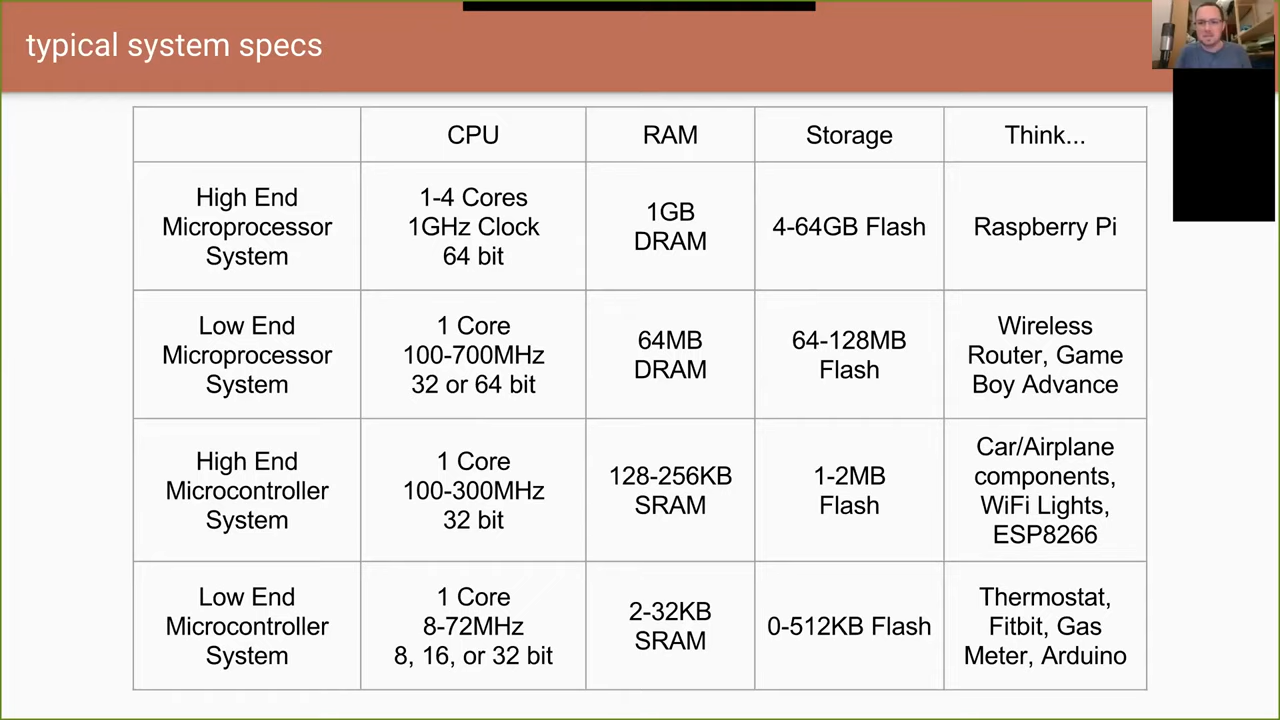 typical system specs
CPU
RAM
Storage
Think...
High End
Microprocessor
System
1-4 Cores
1GHz Clock
64 bit
1GB
DRAM
4-64GB Flash
Raspberry Pi
Low End
Microprocessor
System
1 Core
100-700MHz
32 or 64 bit
64MB
DRAM
64-128MB
Flash
Wireless
Router, Game
Boy Advance
High End
Microcontroller
System
1 Core
100-300MHz
32 bit
128-256KB
SRAM
1-2MB
Flash
Car/Airplane
components,
WiFi Lights,
ESP8266
Low End
Microcontroller
System
1 Core
8-72MHz
8, 16, or 32 bit
2-32KB
SRAM
0-512KB Flash
Thermostat,
Fitbit, Gas
Meter, Arduino